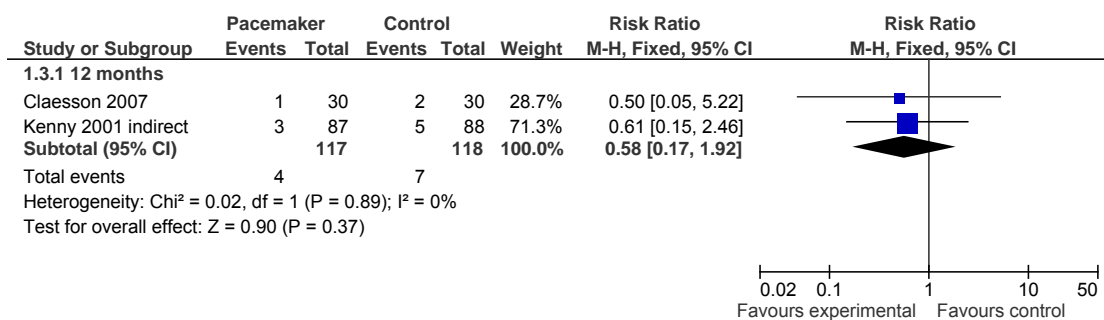 Pacemaker Control Risk Ratio Risk Ratio
Study or Subgroup Events Total Events Total Weight M-H, Fixed, 95% CI M-H, Fixed, 95% CI
1.3.1 12 months
Claesson 2007 1 30 2 30 28.7% 0.50 [0.05, 5.22]
Kenny 2001 indirect 3 87 5 88 71.3% 0.61 [0.15, 2.46]
Subtotal (95% CI) 117 118 100.0% 0.58 [0.17, 1.92]
Total events 4 7
Heterogeneity: Chi² = 0.02, df = 1 (P = 0.89); I² = 0%
Test for overall effect: Z = 0.90 (P = 0.37)
0.02 0.1 1 10 50
Favours experimental Favours control